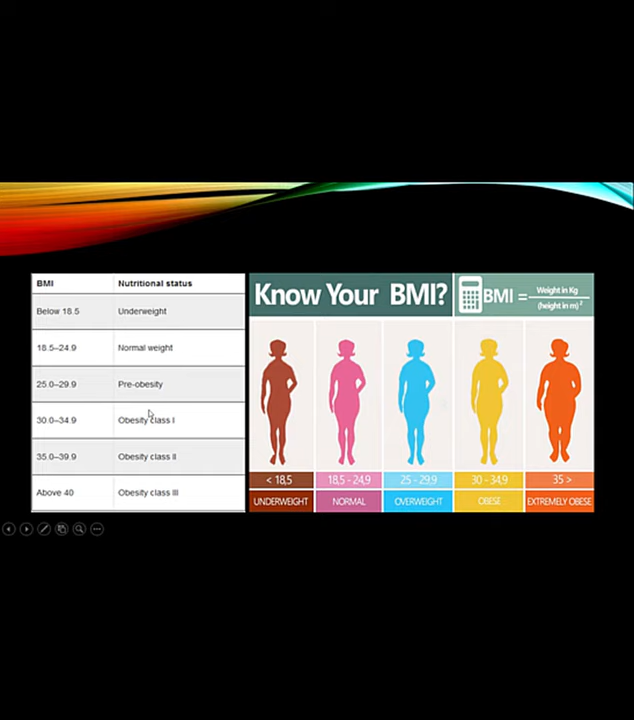 BMI Nutritional status
Below 18.5 Underweight
18.5–24.9 Normal weight
25.0–29.9 Pre-obesity
30.0–34.9 Obesity class I
35.0–39.9 Obesity class II
Above 40 Obesity class III
Know Your BMI?
BMI = Weight in Kg
(height in m) 2
< 18,5
18,5 - 24,9
25 - 29,9
30 - 34,9
35 >
UNDERWEIGHT
NORMAL
OVERWEIGHT
OBESE
EXTREMELY OBESE